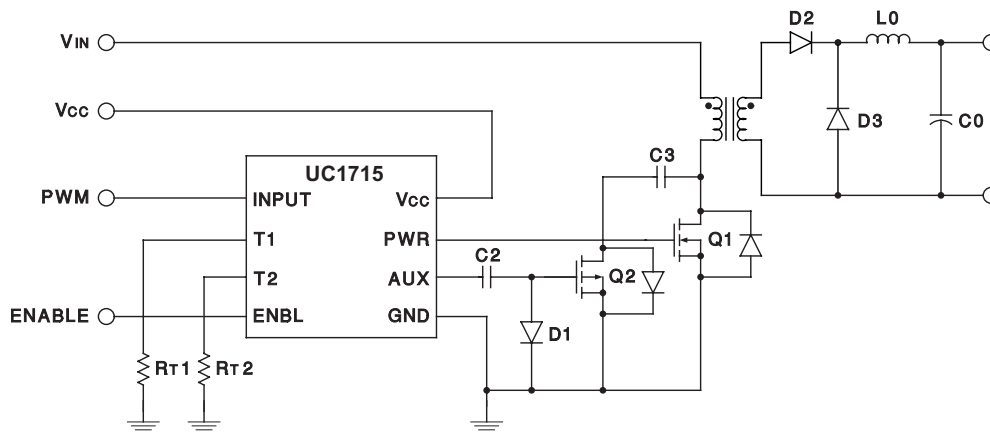 D2
L0
VIN
VCC
D3
C0
C3
UC1715
PWM
INPUT
VCC
T1
PWR
Q1
C2
T2
AUX
Q2
ENABLE
ENBL
GND
D1
RT1
RT2